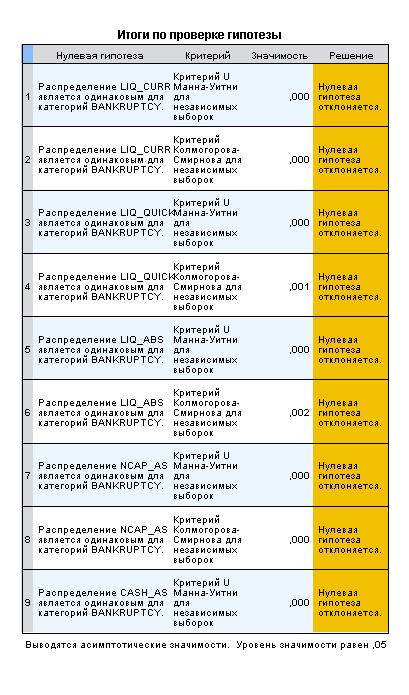 Итоги по проверке гипотезы
Нулевая гипотеза Критерий Значимость Решение
1 Распределение LIQ_CURR является одинаковым для категорий BANKRUPTCY. Критерий U Манна-Уитни для независимых выборок ,000 Нулевая гипотеза отклоняется.
2 Распределение LIQ_CURR является одинаковым для категорий BANKRUPTCY. Критерий Колмогорова-Смирнова для независимых выборок ,000 Нулевая гипотеза отклоняется.
3 Распределение LIQ_QUICK является одинаковым для категорий BANKRUPTCY. Критерий U Манна-Уитни для независимых выборок ,000 Нулевая гипотеза отклоняется.
4 Распределение LIQ_QUICK является одинаковым для категорий BANKRUPTCY. Критерий Колмогорова-Смирнова для независимых выборок ,001 Нулевая гипотеза отклоняется.
5 Распределение LIQ_ABS является одинаковым для категорий BANKRUPTCY. Критерий U Манна-Уитни для независимых выборок ,000 Нулевая гипотеза отклоняется.
6 Распределение LIQ_ABS является одинаковым для категорий BANKRUPTCY. Критерий Колмогорова-Смирнова для независимых выборок ,002 Нулевая гипотеза отклоняется.
7 Распределение NCAP_AS является одинаковым для категорий BANKRUPTCY. Критерий U Манна-Уитни для независимых выборок ,000 Нулевая гипотеза отклоняется.
8 Распределение NCAP_AS является одинаковым для категорий BANKRUPTCY. Критерий Колмогорова-Смирнова для независимых выборок ,000 Нулевая гипотеза отклоняется.
9 Распределение CASH_AS является одинаковым для категорий BANKRUPTCY. Критерий U Манна-Уитни для независимых выборок ,000 Нулевая гипотеза отклоняется.
Выводятся асимптотические значимости. Уровень значимости равен ,05